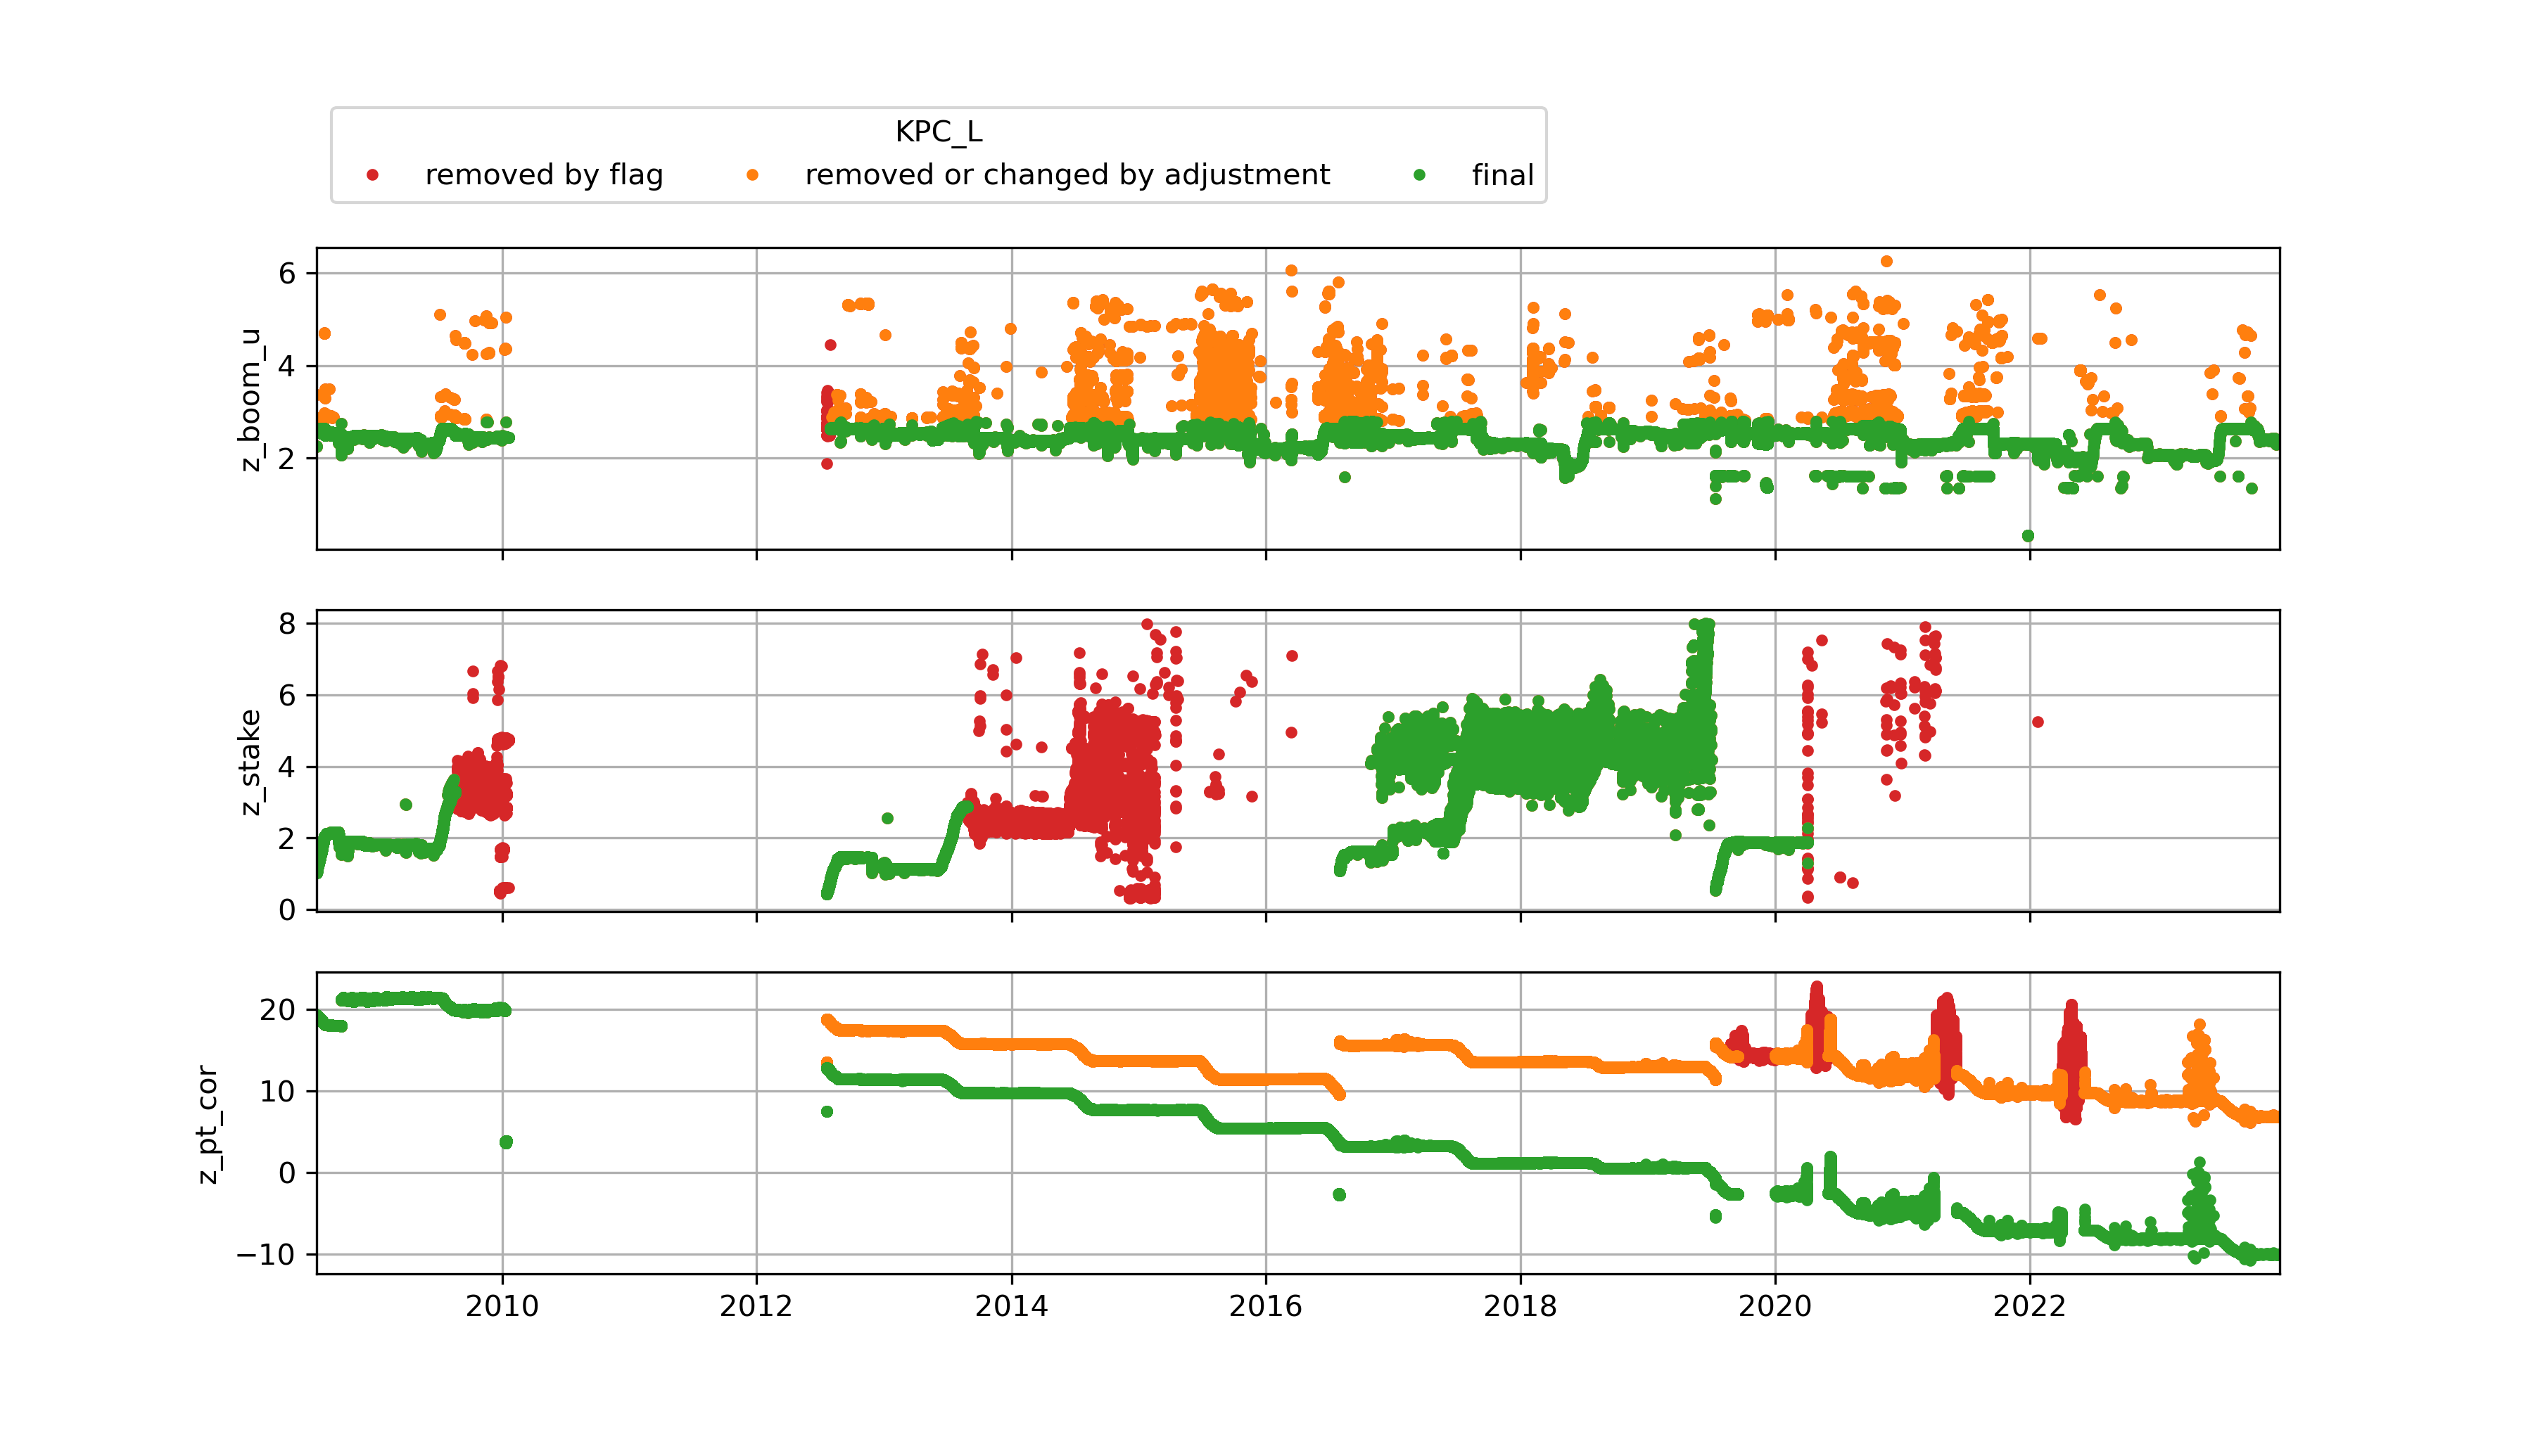 KPC_L
removed by flag removed or changed by adjustment final
z_boom_u
6
4
2
z_stake
8
6
4
2
0
z_pt_cor
20
10
0
−10
2010 2012 2014 2016 2018 2020 2022